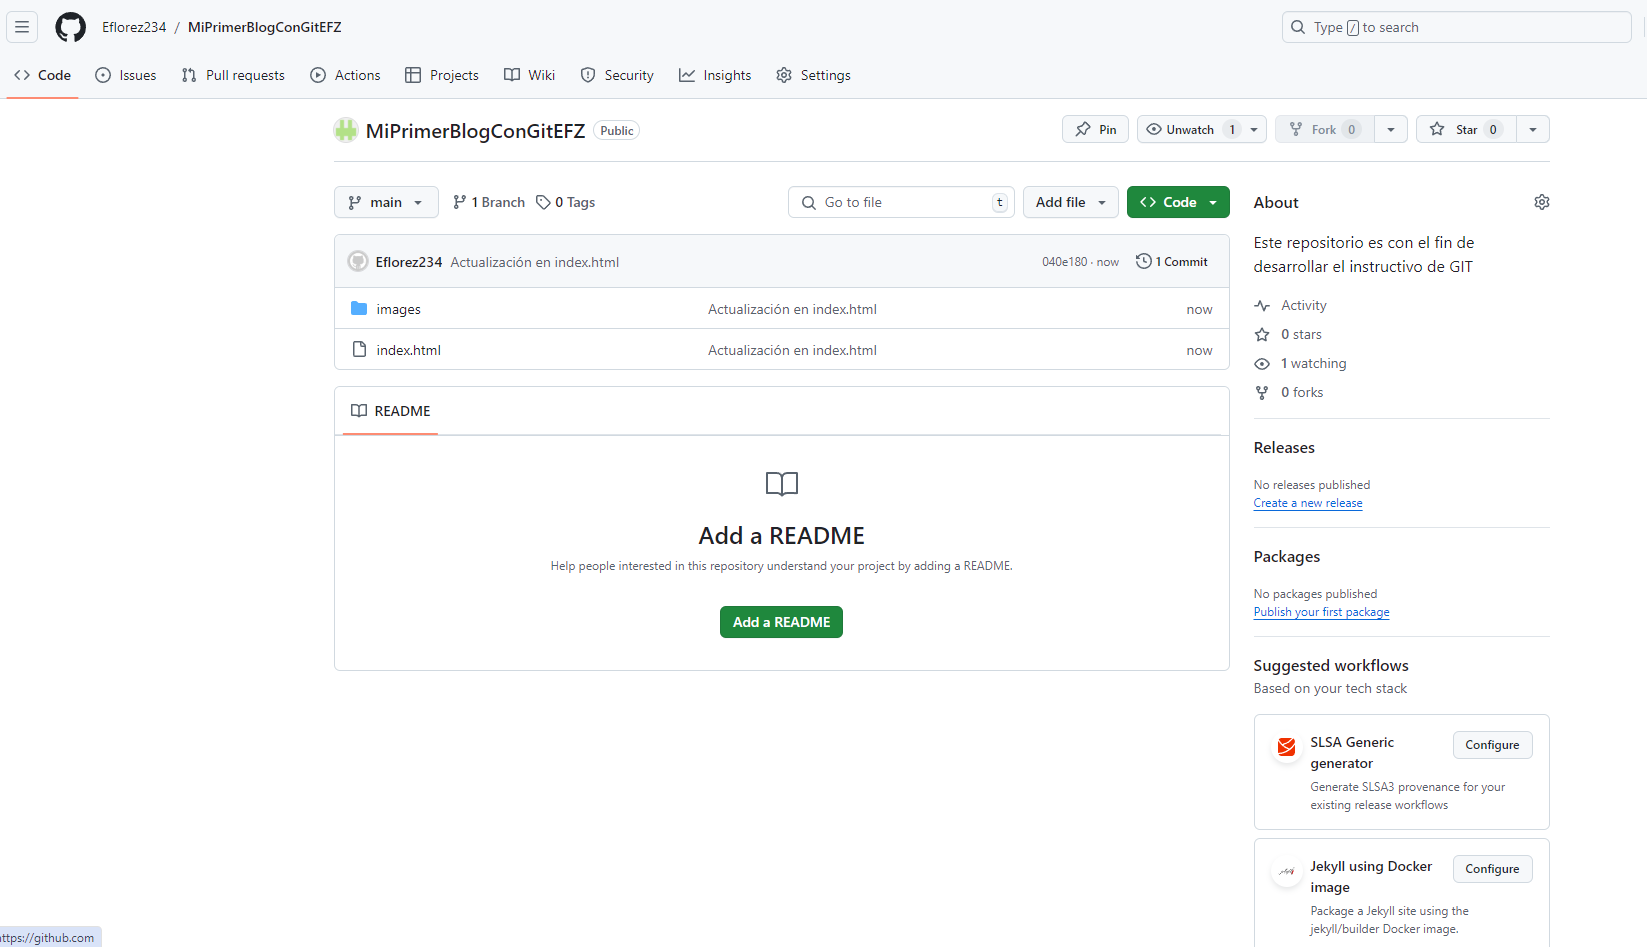 Eflorez234 / MiPrimerBlogConGitEFZ
Type / to search
Code Issues Pull requests Actions Projects Wiki Security Insights Settings
MiPrimerBlogConGitEFZ Public
Pin Unwatch 1 Fork 0 Star 0
main 1 Branch 0 Tags
Go to file t
Add file Code
Eflorez234 Actualización en index.html 040e180 · now 1 Commit
images Actualización en index.html now
index.html Actualización en index.html now
README
Add a README
Help people interested in this repository understand your project by adding a README.
Add a README
About
Este repositorio es con el fin de
desarrollar el instructivo de GIT
Activity
0 stars
1 watching
0 forks
Releases
No releases published
Create a new release
Packages
No packages published
Publish your first package
Suggested workflows
Based on your tech stack
SLSA Generic
generator
Configure
Generate SLSA3 provenance for your
existing release workflows
Jekyll using Docker
image
Configure
Package a Jekyll site using the
jekyll/builder Docker image.
ttps://github.com